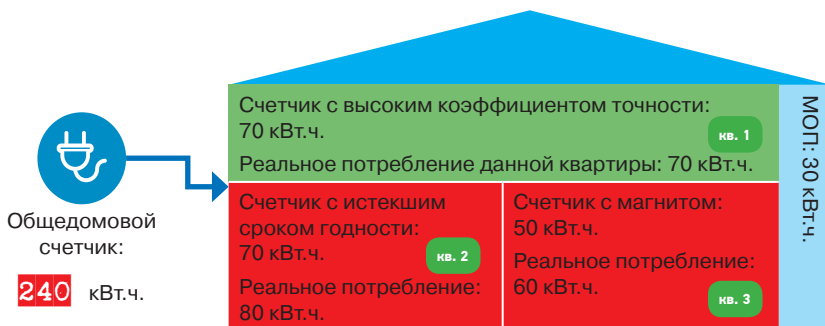 Счетчик с высоким коэффициентом точности:
70 кВт.ч.
кв. 1
Реальное потребление данной квартиры: 70 кВт.ч.
МОП: 30 кВт.ч.
Общедомовой
счетчик:
240 кВт.ч.
Счетчик с истекшим
сроком годности:
70 кВт.ч.
кв. 2
Реальное потребление:
80 кВт.ч.
Счетчик с магнитом:
50 кВт.ч.
Реальное потребление:
60 кВт.ч.
кв. 3